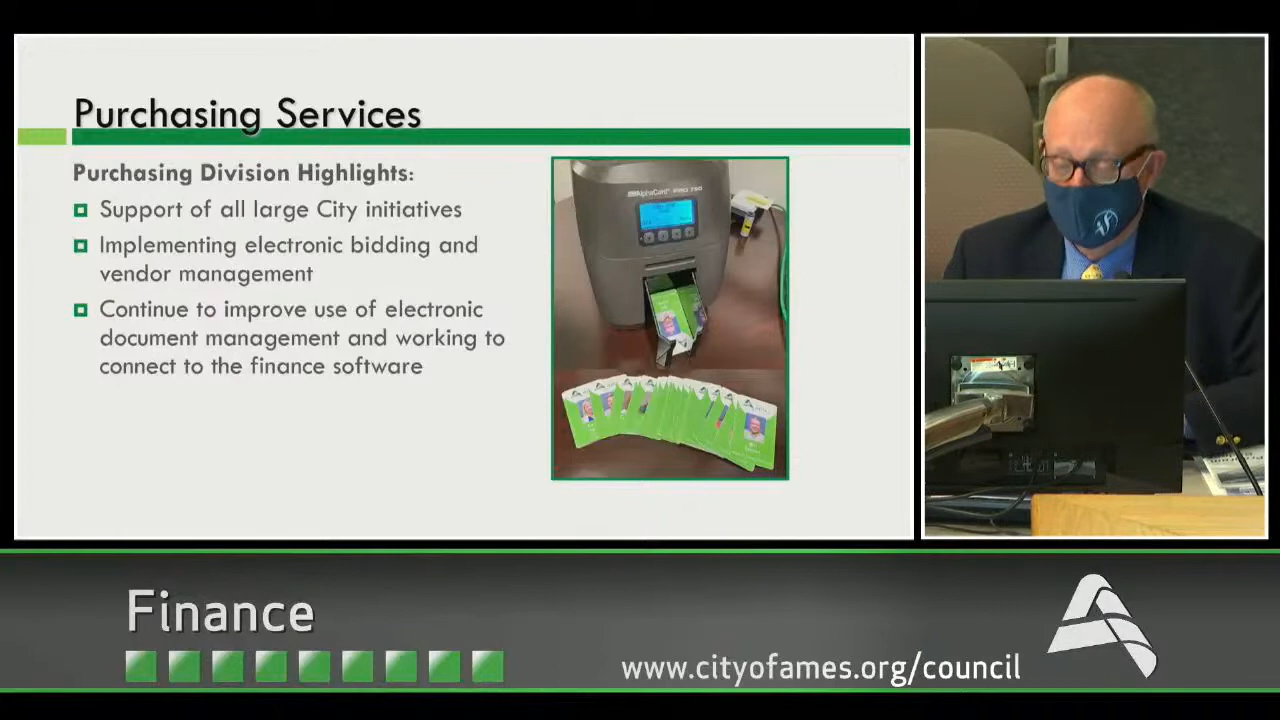 Purchasing Services
Purchasing Division Highlights:
Support of all large City initiatives
Implementing electronic bidding and
vendor management
Continue to improve use of electronic
document management and working to
connect to the finance software
AlphaCard PRO 750
Finance
www.cityofames.org/council